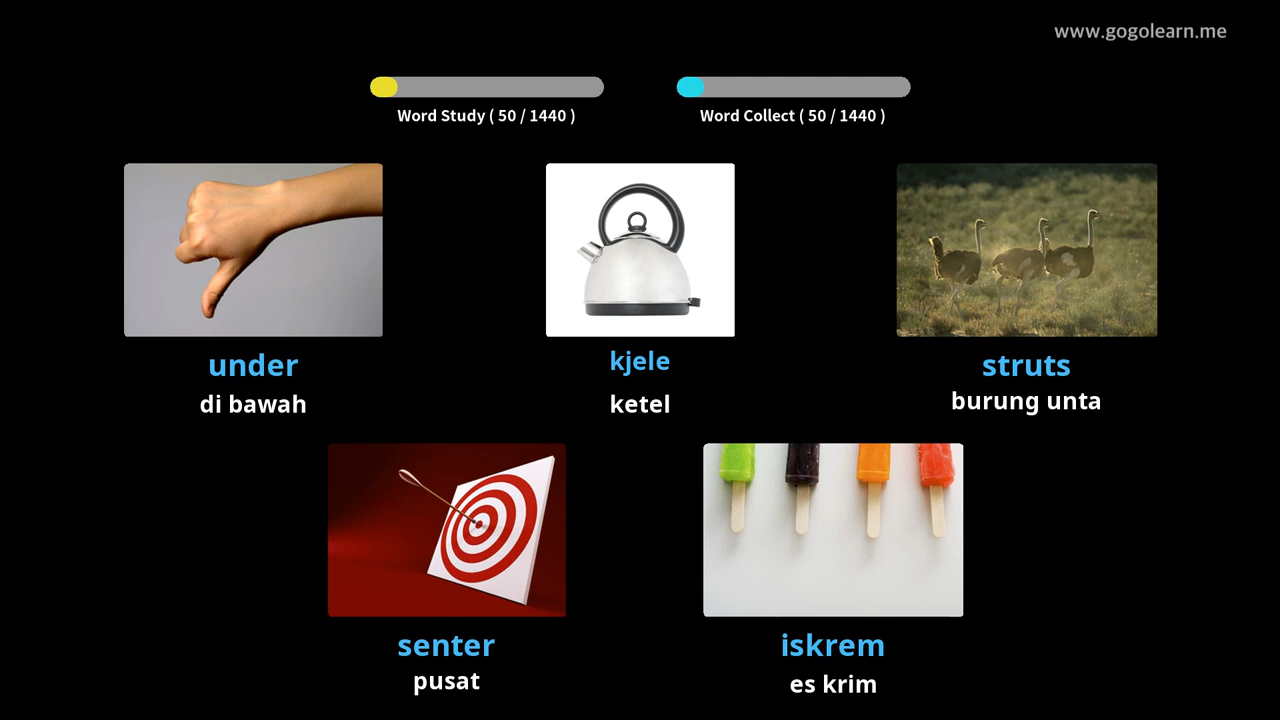 www.gogolearn.me
Word Study ( 50 / 1440 )
Word Collect ( 50 / 1440 )
under
di bawah
kjele
ketel
struts
burung unta
senter
pusat
iskrem
es krim